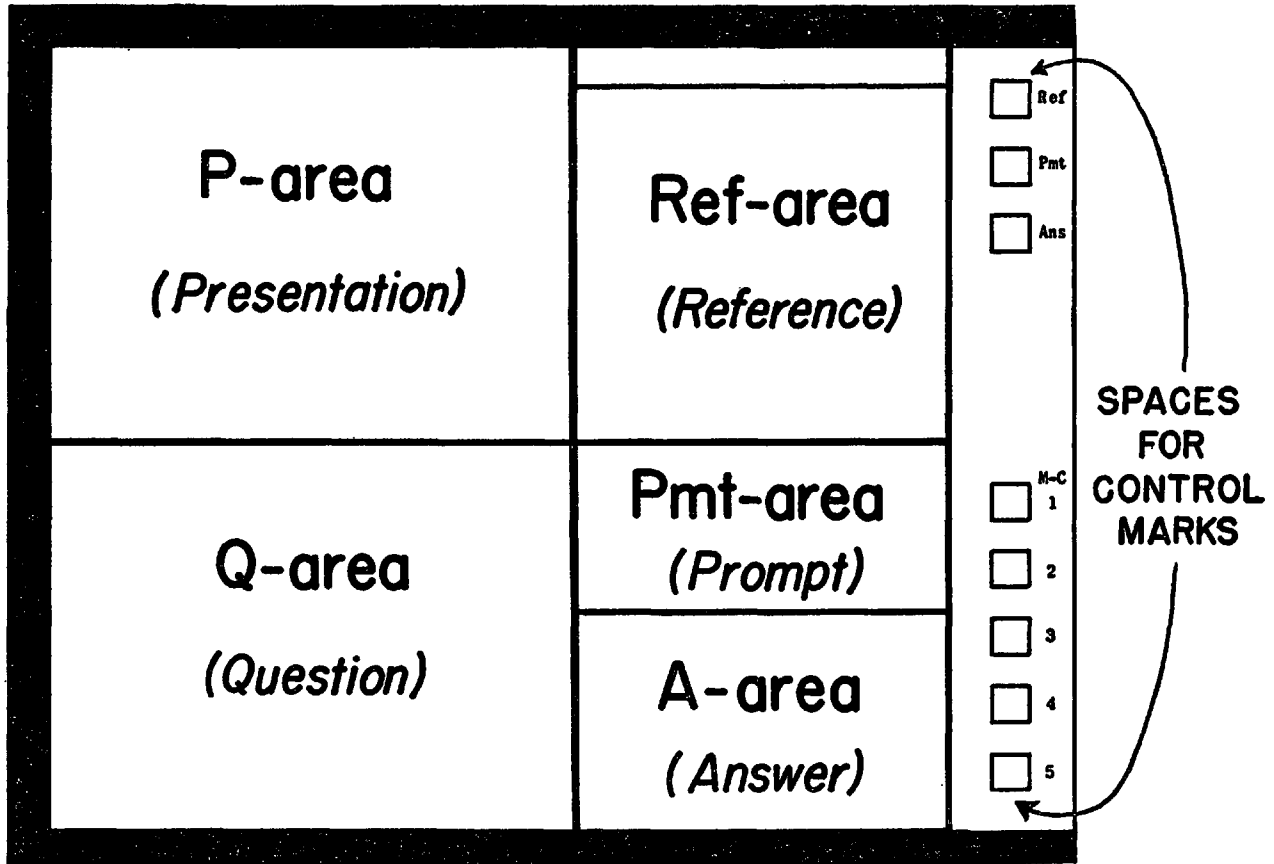 P-area
(Presentation)
Ref-area
(Reference)
Q-area
(Question)
Pmt-area
(Prompt)
A-area
(Answer)
Ref
Pmt
Ans
M-C
1
2
3
4
5
SPACES
FOR
CONTROL
MARKS